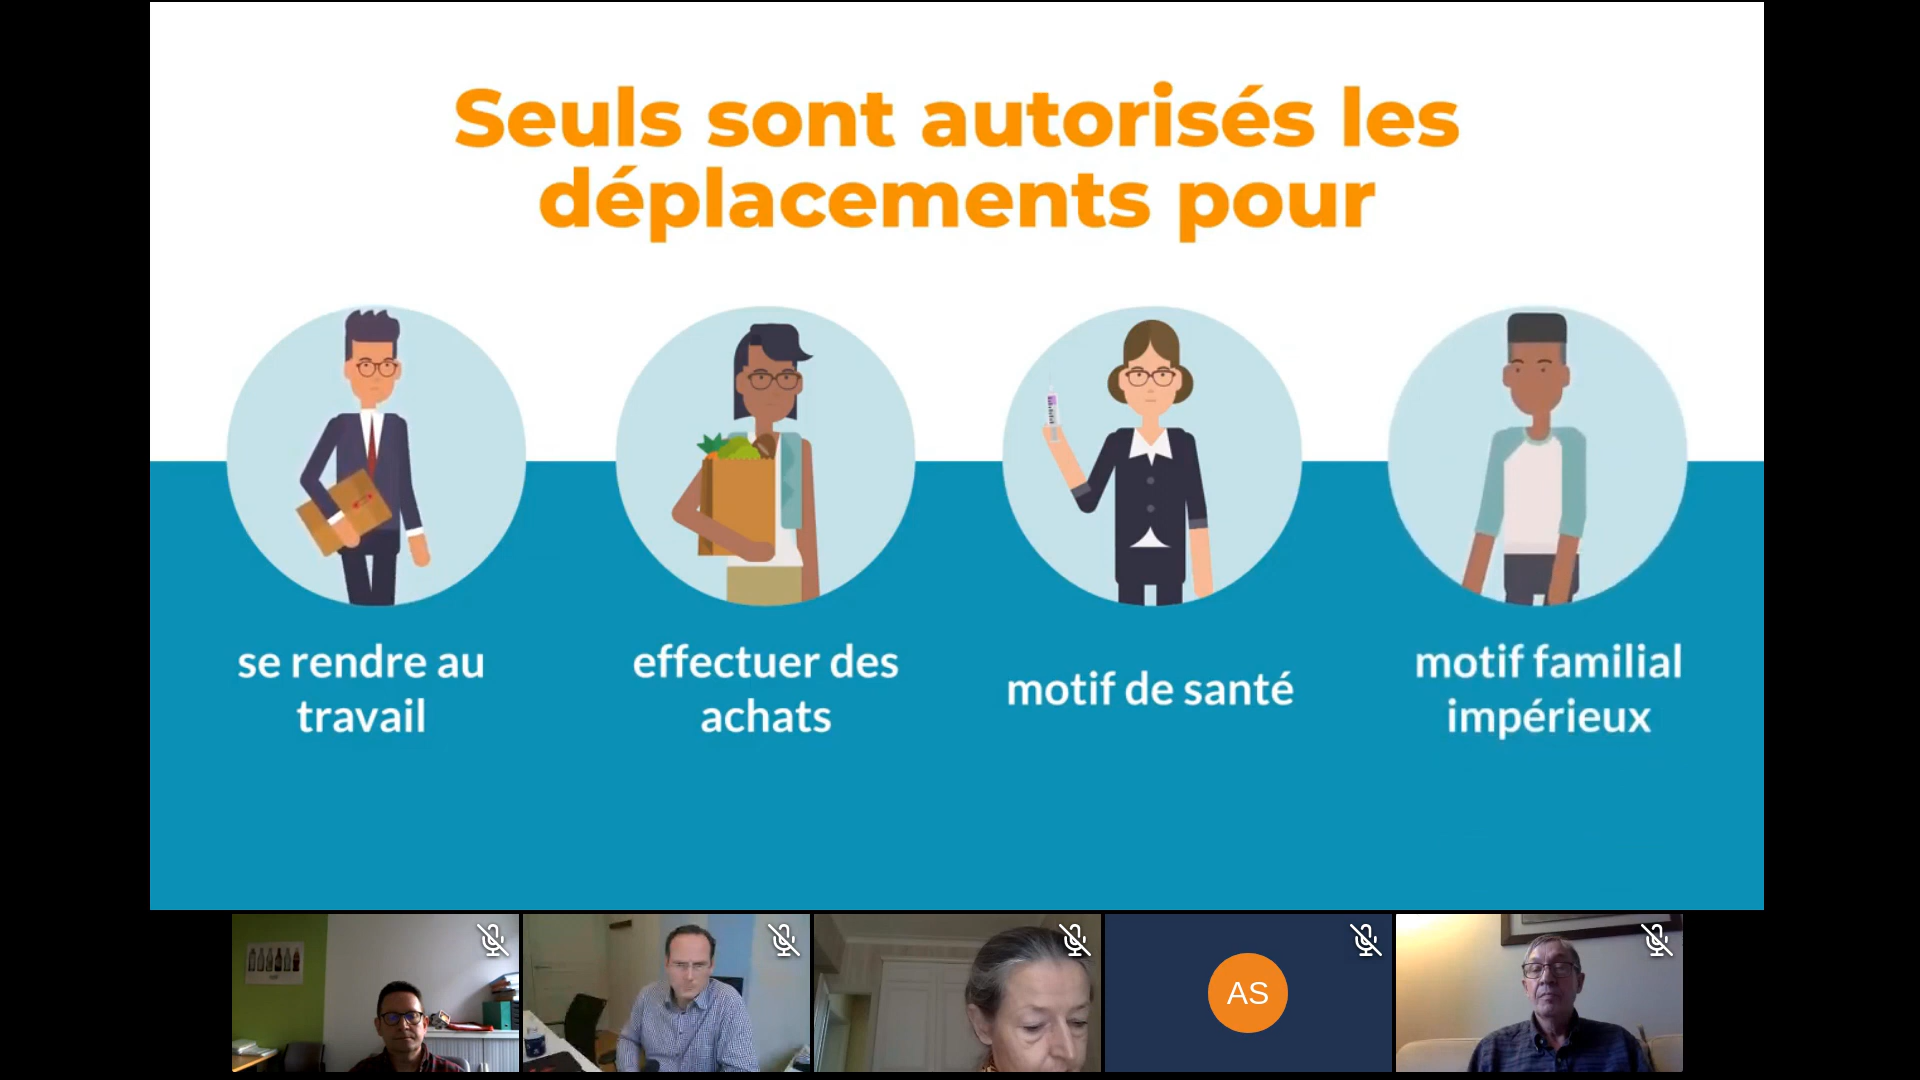 Seuls sont autorisés les
déplacements pour
se rendre au
travail
effectuer des
achats
motif de santé
motif familial
impérieux
AS